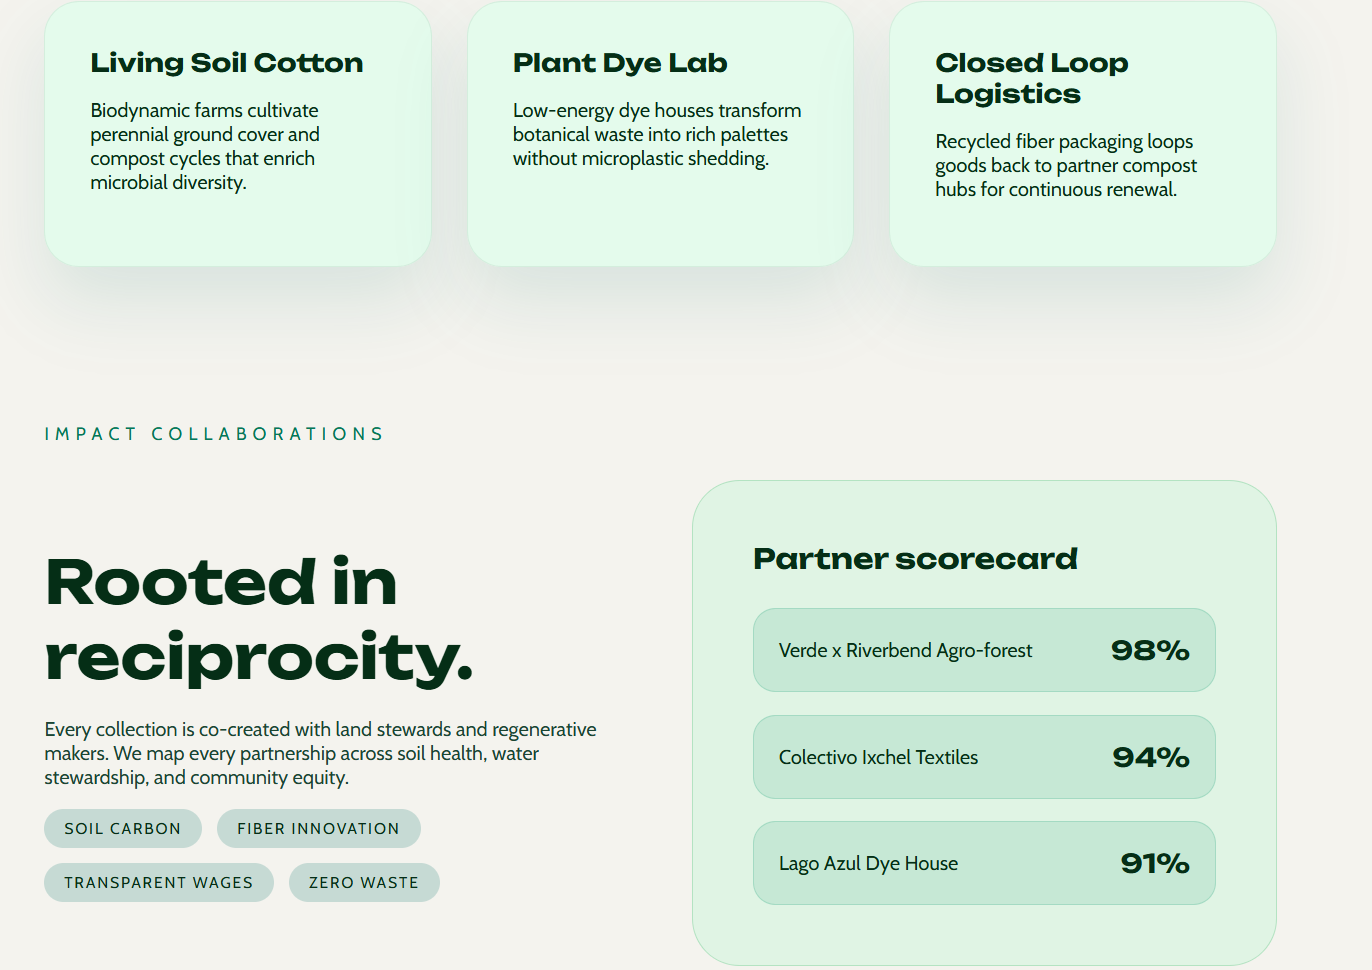 Living Soil Cotton
Biodynamic farms cultivate
perennial ground cover and
compost cycles that enrich
microbial diversity.
Plant Dye Lab
Low-energy dye houses transform
botanical waste into rich palettes
without microplastic shedding.
Closed Loop
Logistics
Recycled fiber packaging loops
goods back to partner compost
hubs for continuous renewal.
IMPACT COLLABORATIONS
Rooted in
reciprocity.
Every collection is co-created with land stewards and regenerative
makers. We map every partnership across soil health, water
stewardship, and community equity.
SOIL CARBON
FIBER INNOVATION
TRANSPARENT WAGES
ZERO WASTE
Partner scorecard
Verde x Riverbend Agro-forest 98%
Colectivo Ixchel Textiles 94%
Lago Azul Dye House 91%